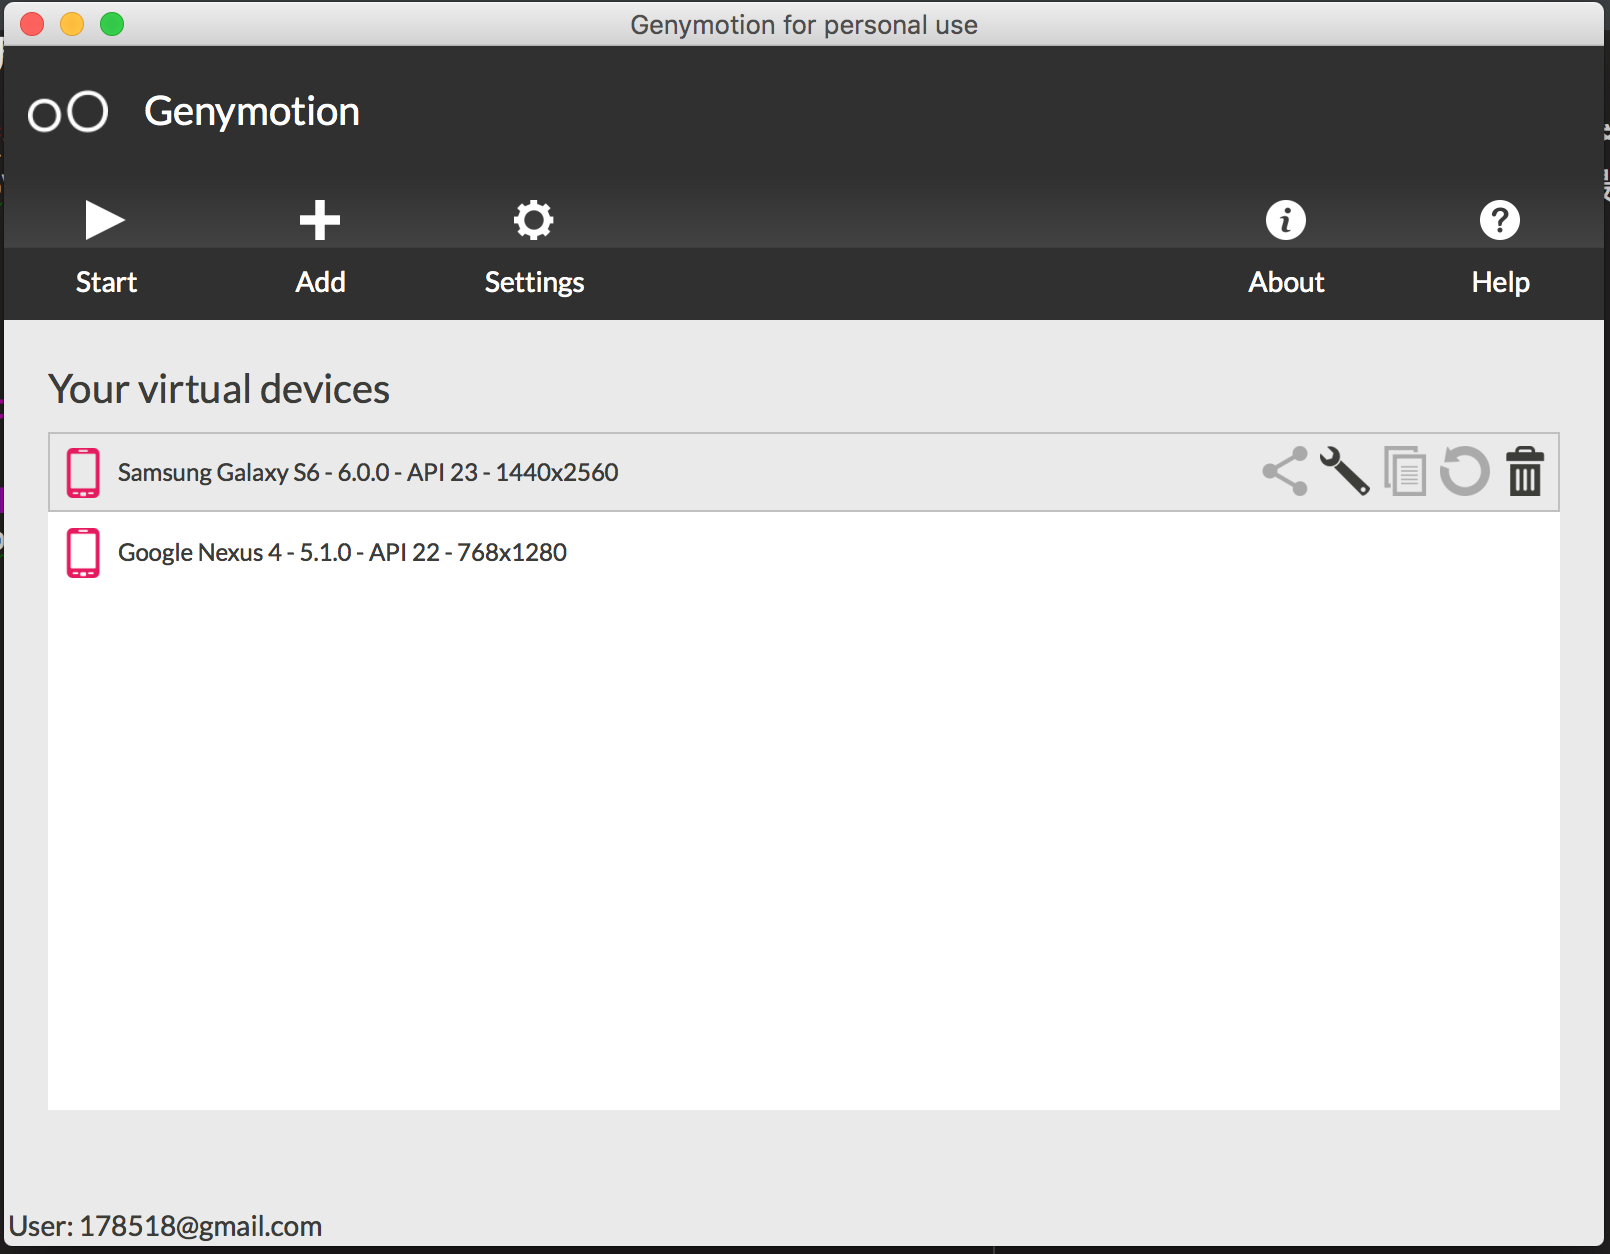 Genymotion for personal use
Genymotion
Start Add Settings About Help
Your virtual devices
Samsung Galaxy S6 - 6.0.0 - API 23 - 1440x2560
Google Nexus 4 - 5.1.0 - API 22 - 768x1280
User: 178518@gmail.com